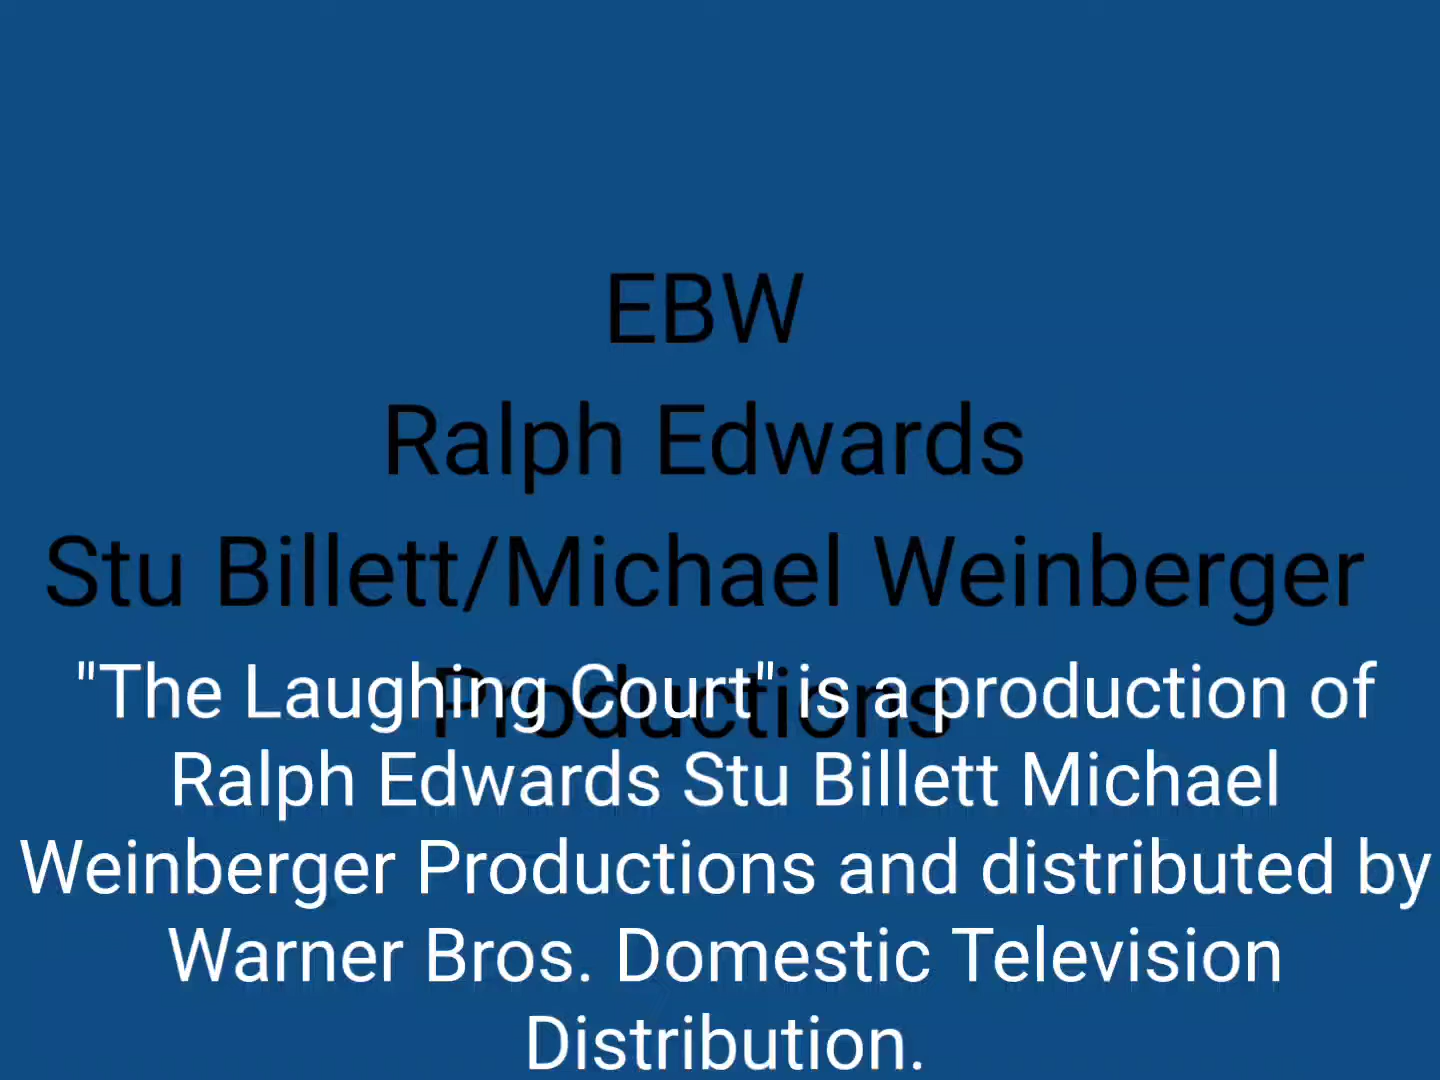 EBW
Ralph Edwards
Stu Billett/Michael Weinberger
Productions
"The Laughing Court" is a production of
Ralph Edwards Stu Billett Michael
Weinberger Productions and distributed by
Warner Bros. Domestic Television
Distribution.